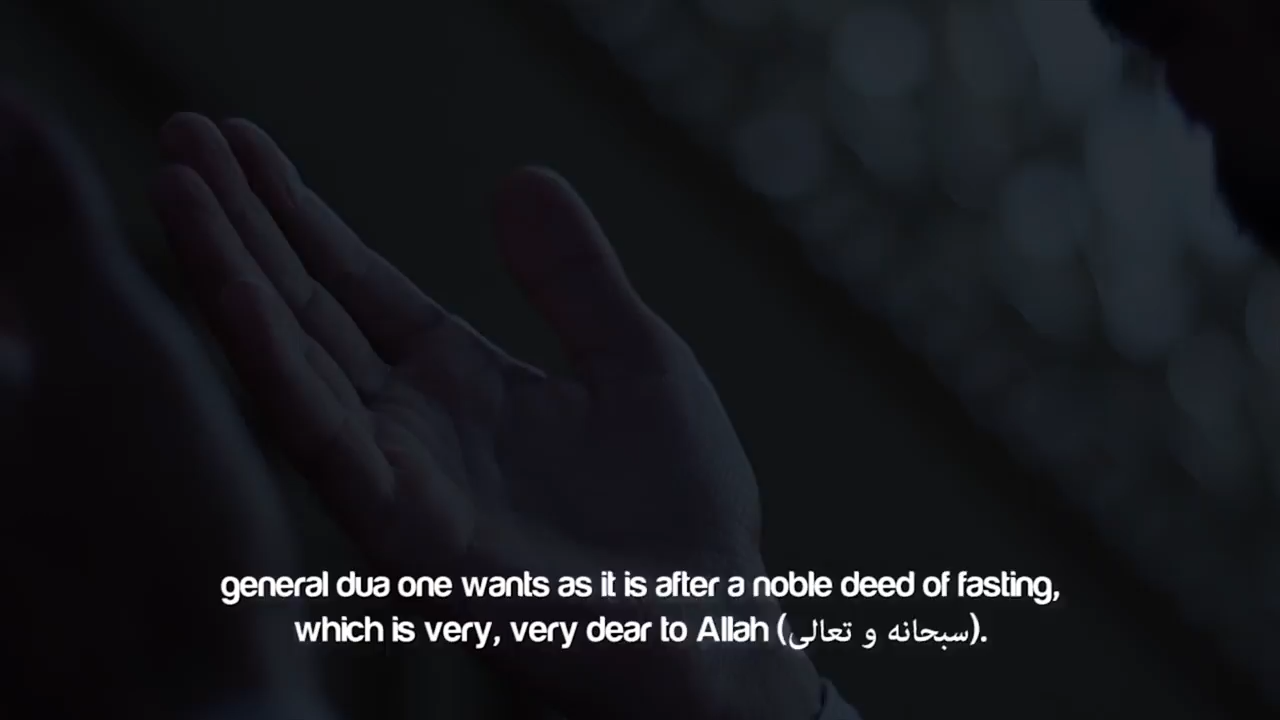 general dua one wants as it is after a noble deed of fasting,
which is very, very dear to Allah (سبحانه و تعالی).